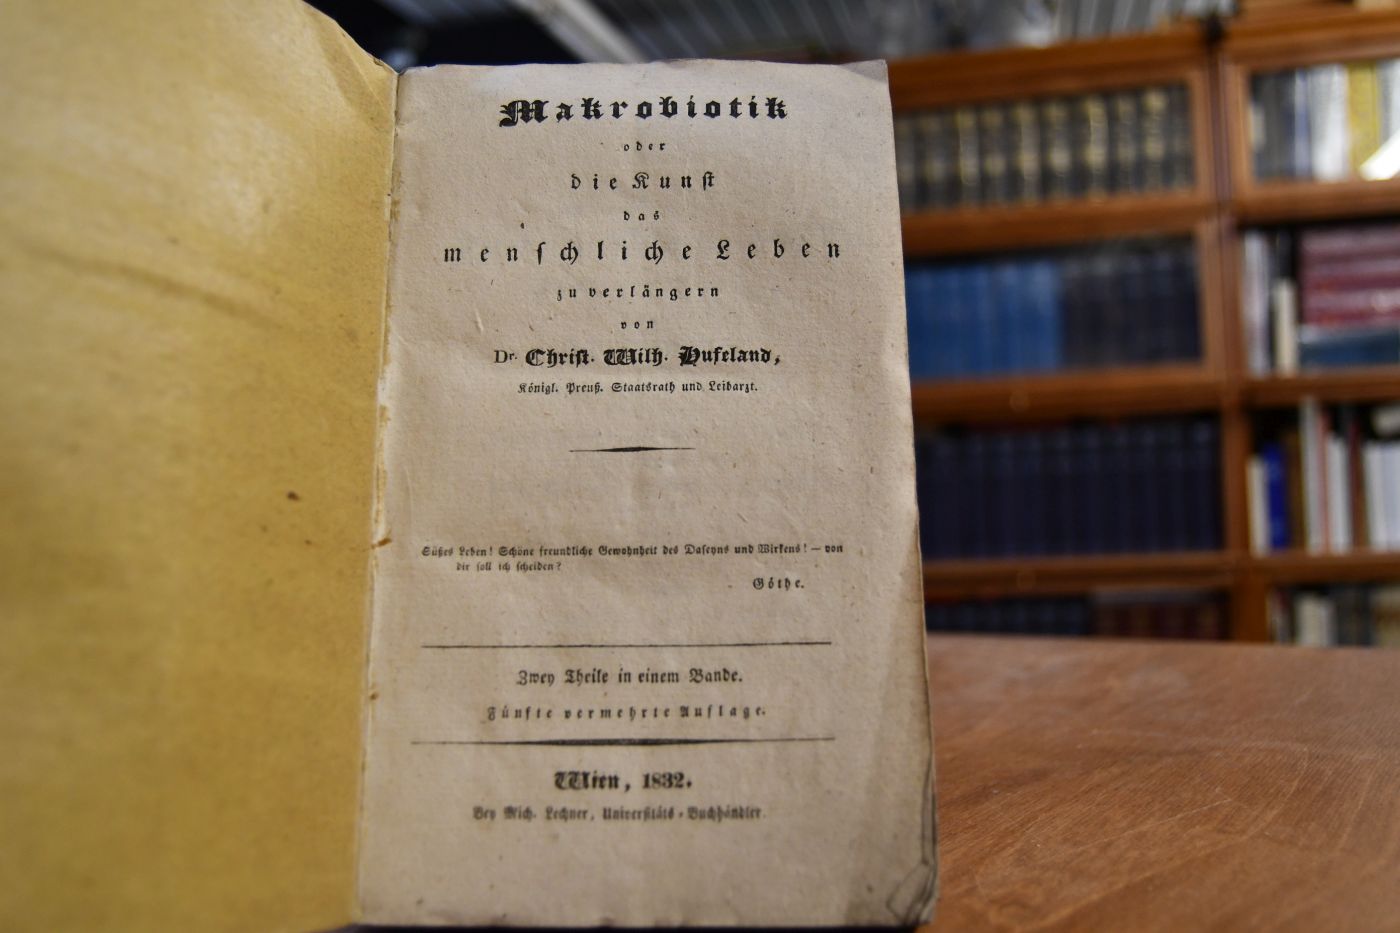 Makrobiotik
oder
die Kunſt
das
menſchliche Leben
zu verlängern
von
Dr. Chriſt. Wilh. Hufeland,
Königl. Preuß. Staatsrath und Leibarzt.
Süßes Leben! Schöne freundliche Gewohnheit des Daſeyns und Wirkens! — von
dir ſoll ich ſcheiden?
Göthe.
Zwey Theile in einem Bande.
Fünfte vermehrte Auflage.
Wien, 1832.
Bey Mich. Lechner, Univerſitäts-Buchhändler.